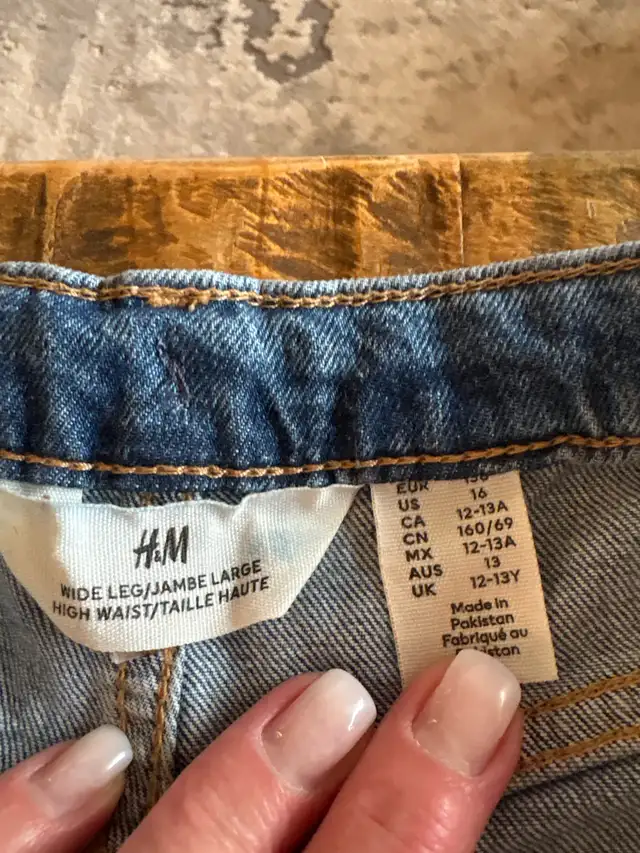 H&M
WIDE LEG/JAMBE LARGE
HIGH WAIST/TAILLE HAUTE
EUR
US 16
CA 12-13A
CN 160/69
MX 12-13A
AUS 13
UK 12-13Y
Made in
Pakistan
Fabriqué au